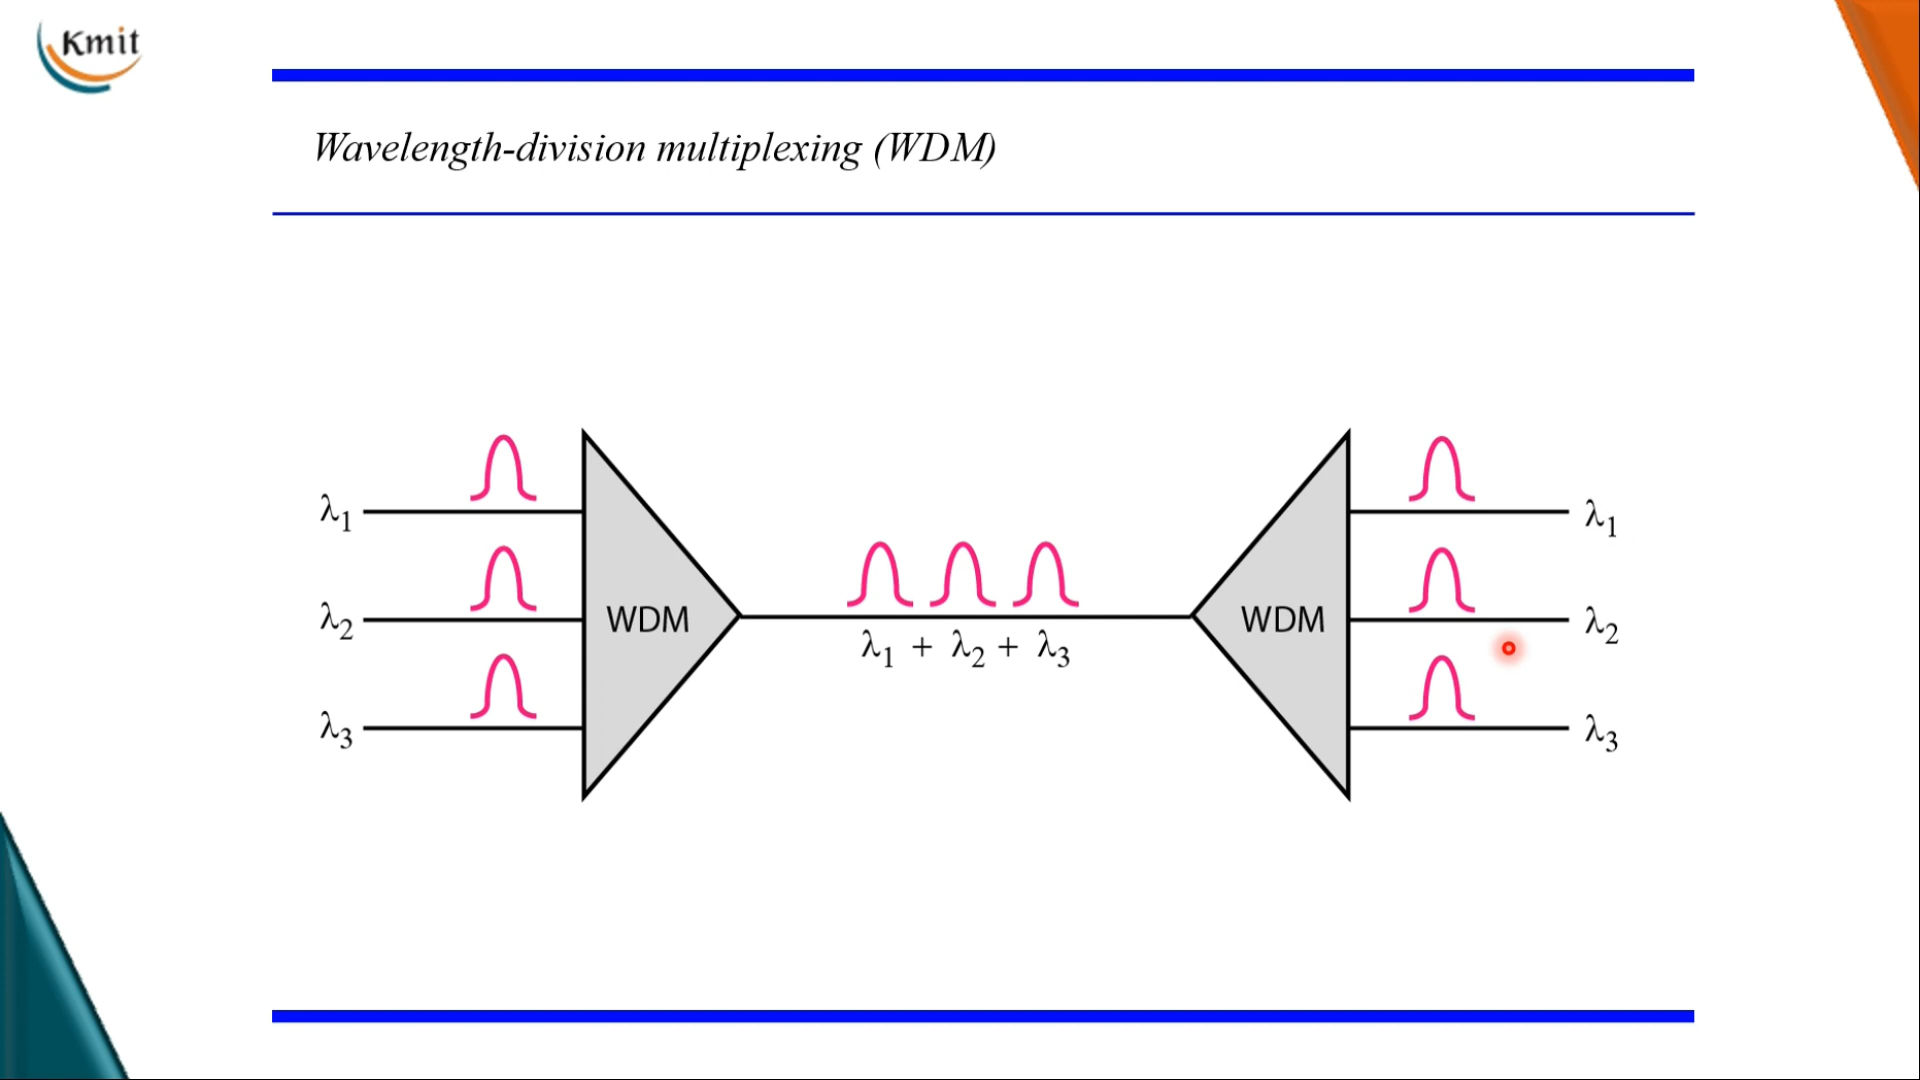 Kmit
Wavelength-division multiplexing (WDM)
λ1
λ2
λ3
WDM
λ1 + λ2 + λ3
WDM
λ1
λ2
λ3